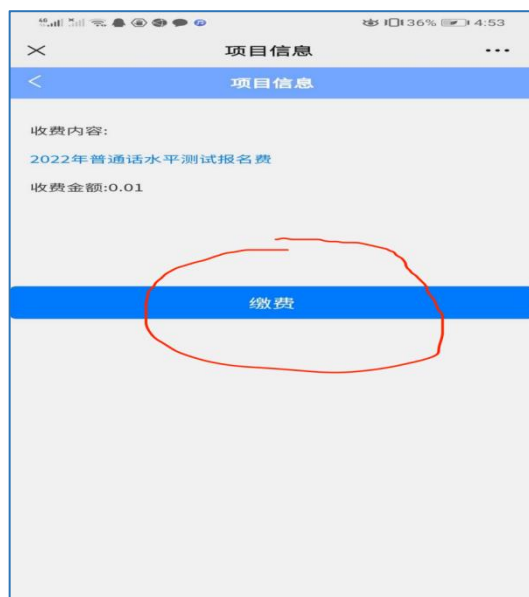 36% 4:53
项目信息
项目信息
收费内容:
2022年普通话水平测试报名费
收费金额:0.01
缴费